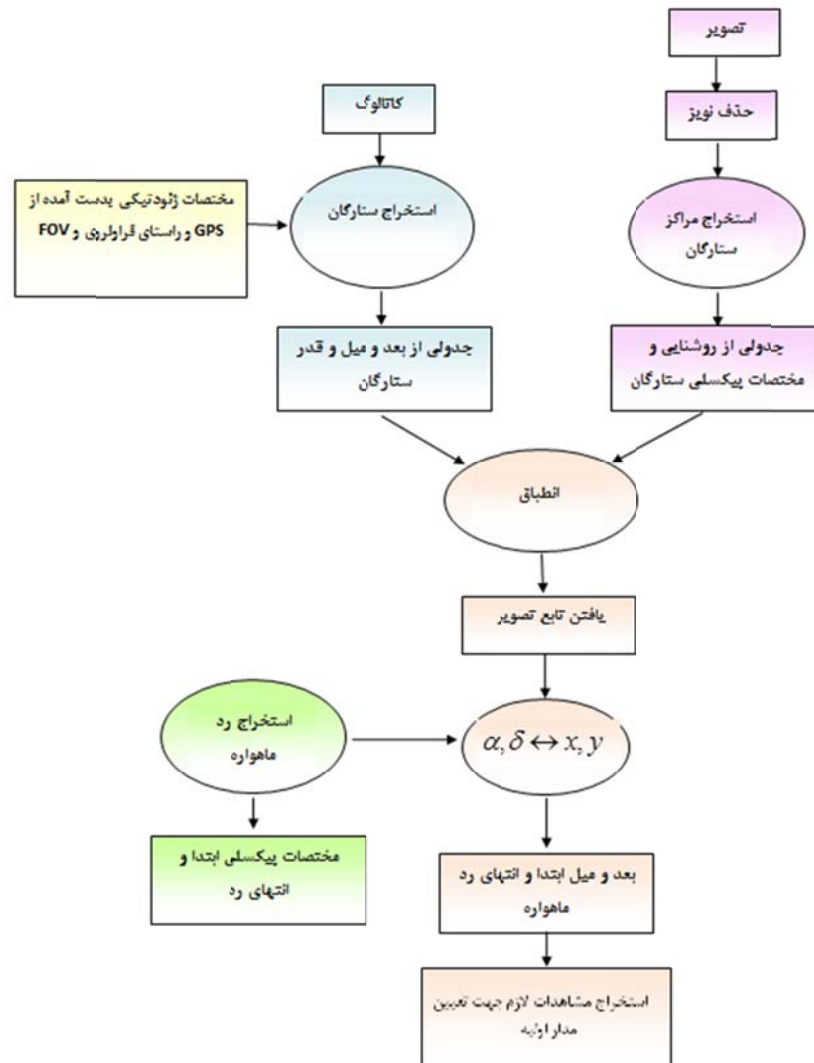 تصویر
حذف نویز
استخراج مراکز
ستارگان
جدولی از روشنایی و
مختصات پیکسلی ستارگان
کاتالوگ
استخراج ستارگان
مختصات ژئودتیکی بدست آمده از
GPS و راستای قراولروی و FOV
جدولی از بعد و میل و قدر
ستارگان
انطباق
یافتن تابع تصویر
α, δ ↔ x, y
استخراج رد
ماهواره
مختصات پیکسلی ابتدا و
انتهای رد
بعد و میل ابتدا و انتهای رد
ماهواره
استخراج مشاهدات لازم جهت تعیین
مدار اولیه